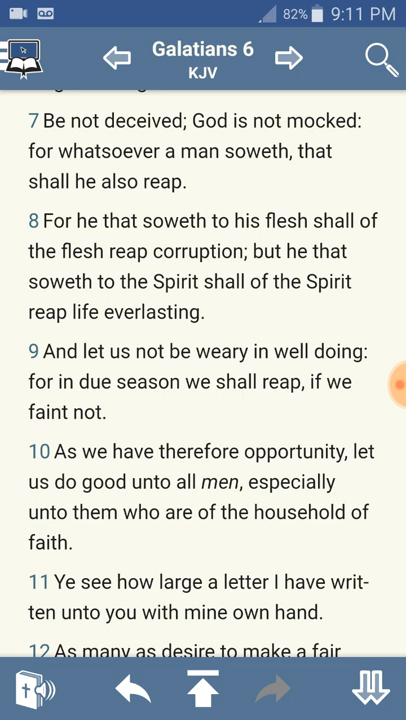 82% 9:11 PM
Galatians 6
KJV
7 Be not deceived; God is not mocked:
for whatsoever a man soweth, that
shall he also reap.
8 For he that soweth to his flesh shall of
the flesh reap corruption; but he that
soweth to the Spirit shall of the Spirit
reap life everlasting.
9 And let us not be weary in well doing:
for in due season we shall reap, if we
faint not.
10 As we have therefore opportunity, let
us do good unto all men, especially
unto them who are of the household of
faith.
11 Ye see how large a letter I have writ-
ten unto you with mine own hand.
12 As many as desire to make a fair